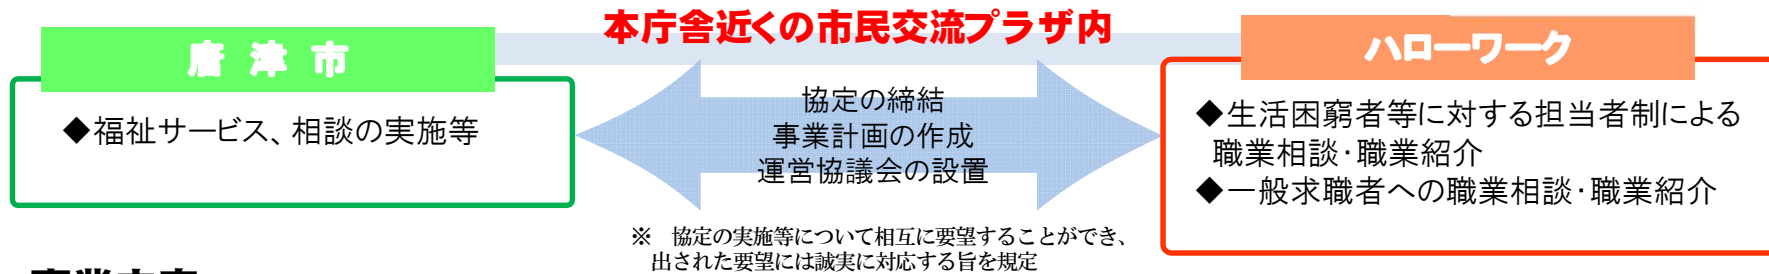 本庁舎近くの市民交流プラザ内
唐津市
◆福祉サービス、相談の実施等
協定の締結
事業計画の作成
運営協議会の設置
※　協定の実施等について相互に要望することができ、
出された要望には誠実に対応する旨を規定
ハローワーク
◆生活困窮者等に対する担当者制による
職業相談・職業紹介
◆一般求職者への職業相談・職業紹介